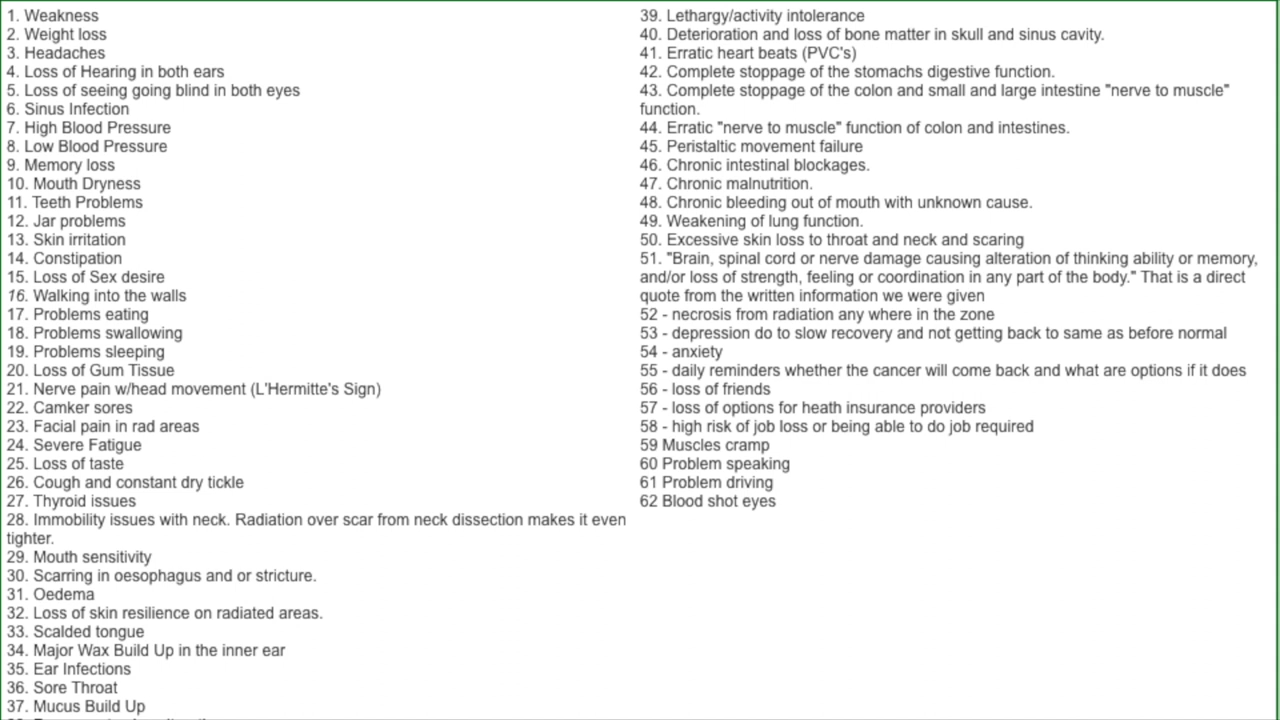 1. Weakness
2. Weight loss
3. Headaches
4. Loss of Hearing in both ears
5. Loss of seeing going blind in both eyes
6. Sinus Infection
7. High Blood Pressure
8. Low Blood Pressure
9. Memory loss
10. Mouth Dryness
11. Teeth Problems
12. Jar problems
13. Skin irritation
14. Constipation
15. Loss of Sex desire
16. Walking into the walls
17. Problems eating
18. Problems swallowing
19. Problems sleeping
20. Loss of Gum Tissue
21. Nerve pain w/head movement (L'Hermitte's Sign)
22. Camker sores
23. Facial pain in rad areas
24. Severe Fatigue
25. Loss of taste
26. Cough and constant dry tickle
27. Thyroid issues
28. Immobility issues with neck. Radiation over scar from neck dissection makes it even
tighter.
29. Mouth sensitivity
30. Scarring in oesophagus and or stricture.
31. Oedema
32. Loss of skin resilience on radiated areas.
33. Scalded tongue
34. Major Wax Build Up in the inner ear
35. Ear Infections
36. Sore Throat
37. Mucus Build Up
39. Lethargy/activity intolerance
40. Deterioration and loss of bone matter in skull and sinus cavity.
41. Erratic heart beats (PVC's)
42. Complete stoppage of the stomachs digestive function.
43. Complete stoppage of the colon and small and large intestine "nerve to muscle"
function.
44. Erratic "nerve to muscle" function of colon and intestines.
45. Peristaltic movement failure
46. Chronic intestinal blockages.
47. Chronic malnutrition.
48. Chronic bleeding out of mouth with unknown cause.
49. Weakening of lung function.
50. Excessive skin loss to throat and neck and scaring
51. "Brain, spinal cord or nerve damage causing alteration of thinking ability or memory,
and/or loss of strength, feeling or coordination in any part of the body." That is a direct
quote from the written information we were given
52 - necrosis from radiation any where in the zone
53 - depression do to slow recovery and not getting back to same as before normal
54 - anxiety
55 - daily reminders whether the cancer will come back and what are options if it does
56 - loss of friends
57 - loss of options for heath insurance providers
58 - high risk of job loss or being able to do job required
59 Muscles cramp
60 Problem speaking
61 Problem driving
62 Blood shot eyes